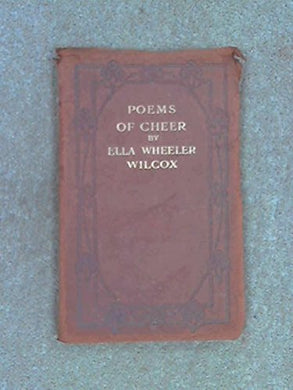 POEMS
OF CHEER
BY
ELLA WHEELER
WILCOX